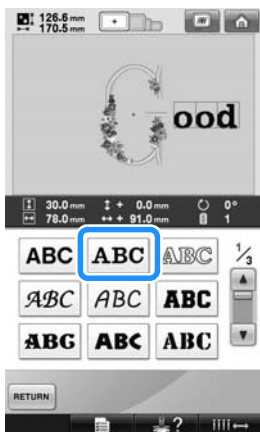 126.6 mm
170.5 mm
C ood
30.0 mm + 0.0 mm 0°
78.0 mm + 91.0 mm 1
ABC ABC ABC 1/3
ABC ABC ABC
ABC ABC ABC
RETURN
?